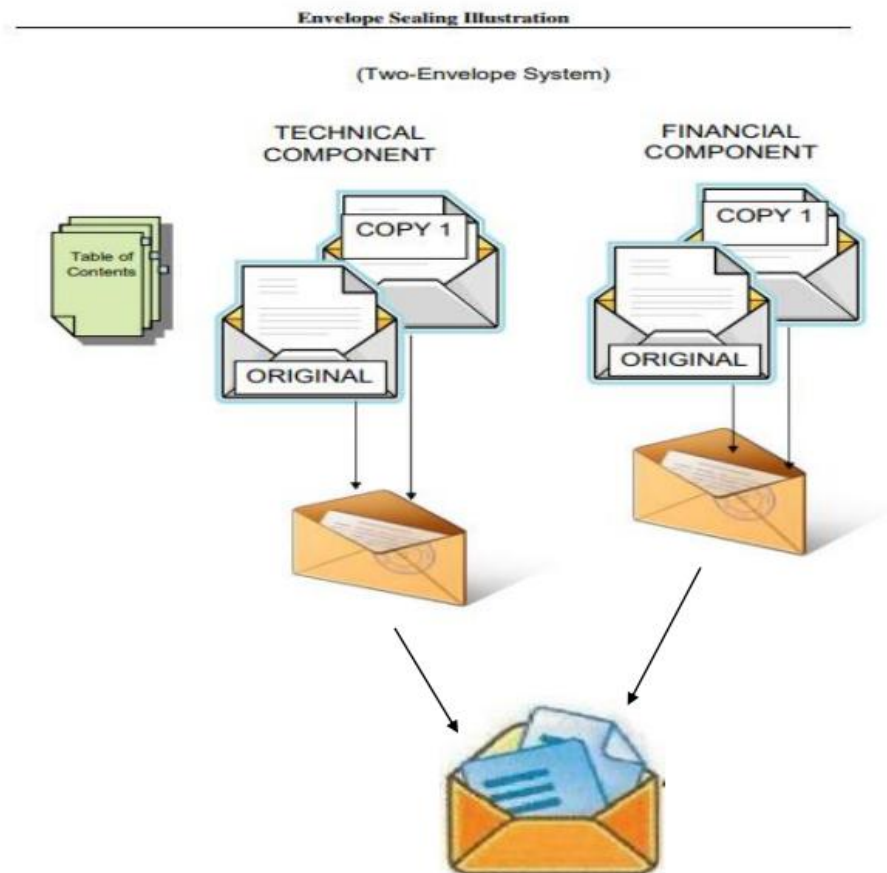 Envelope Sealing Illustration
(Two-Envelope System)
TECHNICAL
COMPONENT
FINANCIAL
COMPONENT
Table of
Contents
COPY 1
ORIGINAL
COPY 1
ORIGINAL